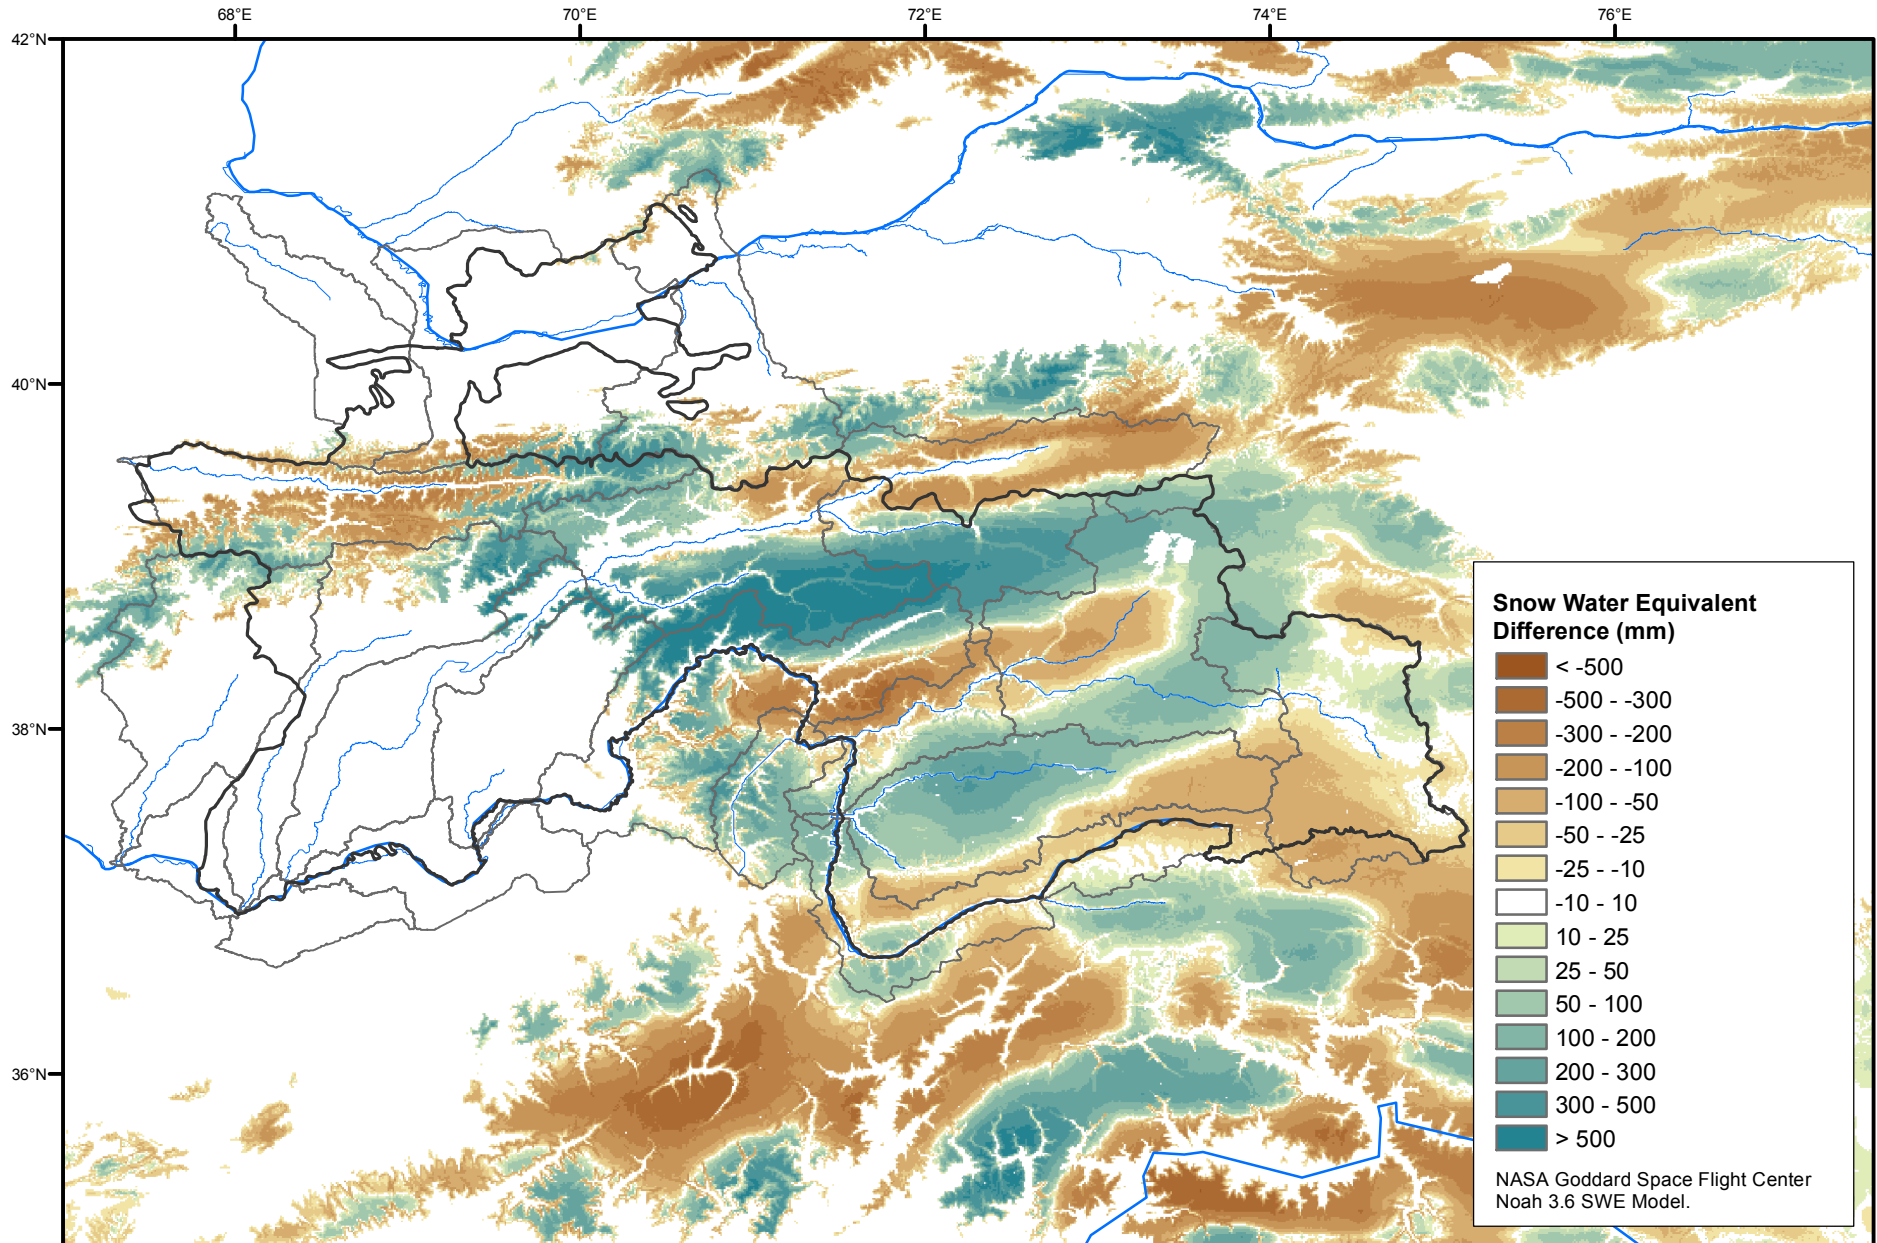 68°E
70°E
72°E
74°E
76°E
42°N
40°N
38°N
36°N
Snow Water Equivalent
Difference (mm)
< -500
-500 - -300
-300 - -200
-200 - -100
-100 - -50
-50 - -25
-25 - -10
-10 - 10
10 - 25
25 - 50
50 - 100
100 - 200
200 - 300
300 - 500
> 500
NASA Goddard Space Flight Center
Noah 3.6 SWE Model.